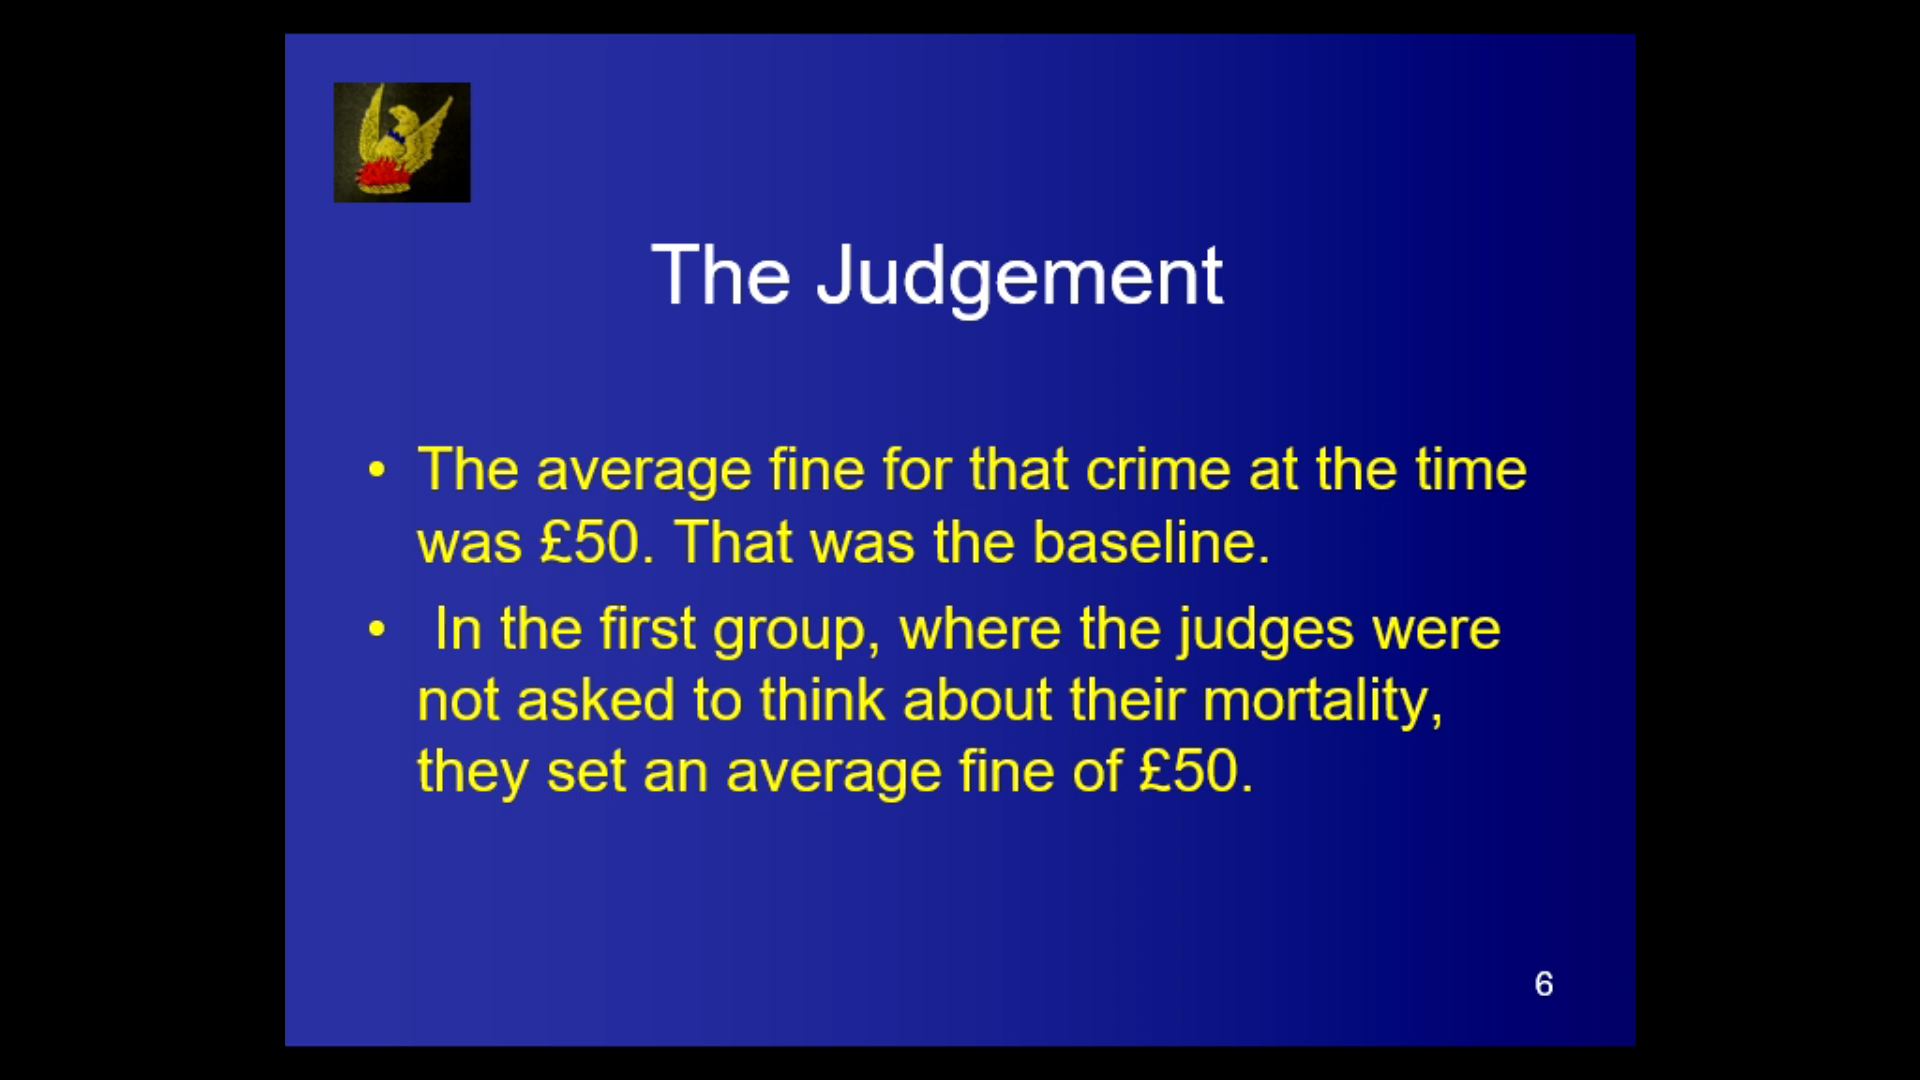 The Judgement
• The average fine for that crime at the time
was £50. That was the baseline.
• In the first group, where the judges were
not asked to think about their mortality,
they set an average fine of £50.
6